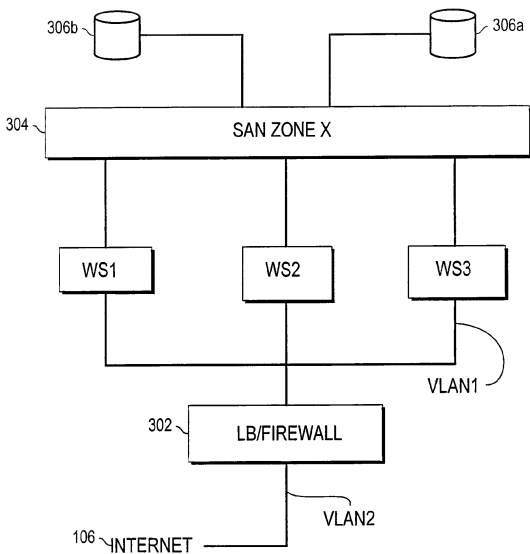 306b
306a
304
SAN ZONE X
WS1
WS2
WS3
VLAN1
302
LB/FIREWALL
VLAN2
106 INTERNET